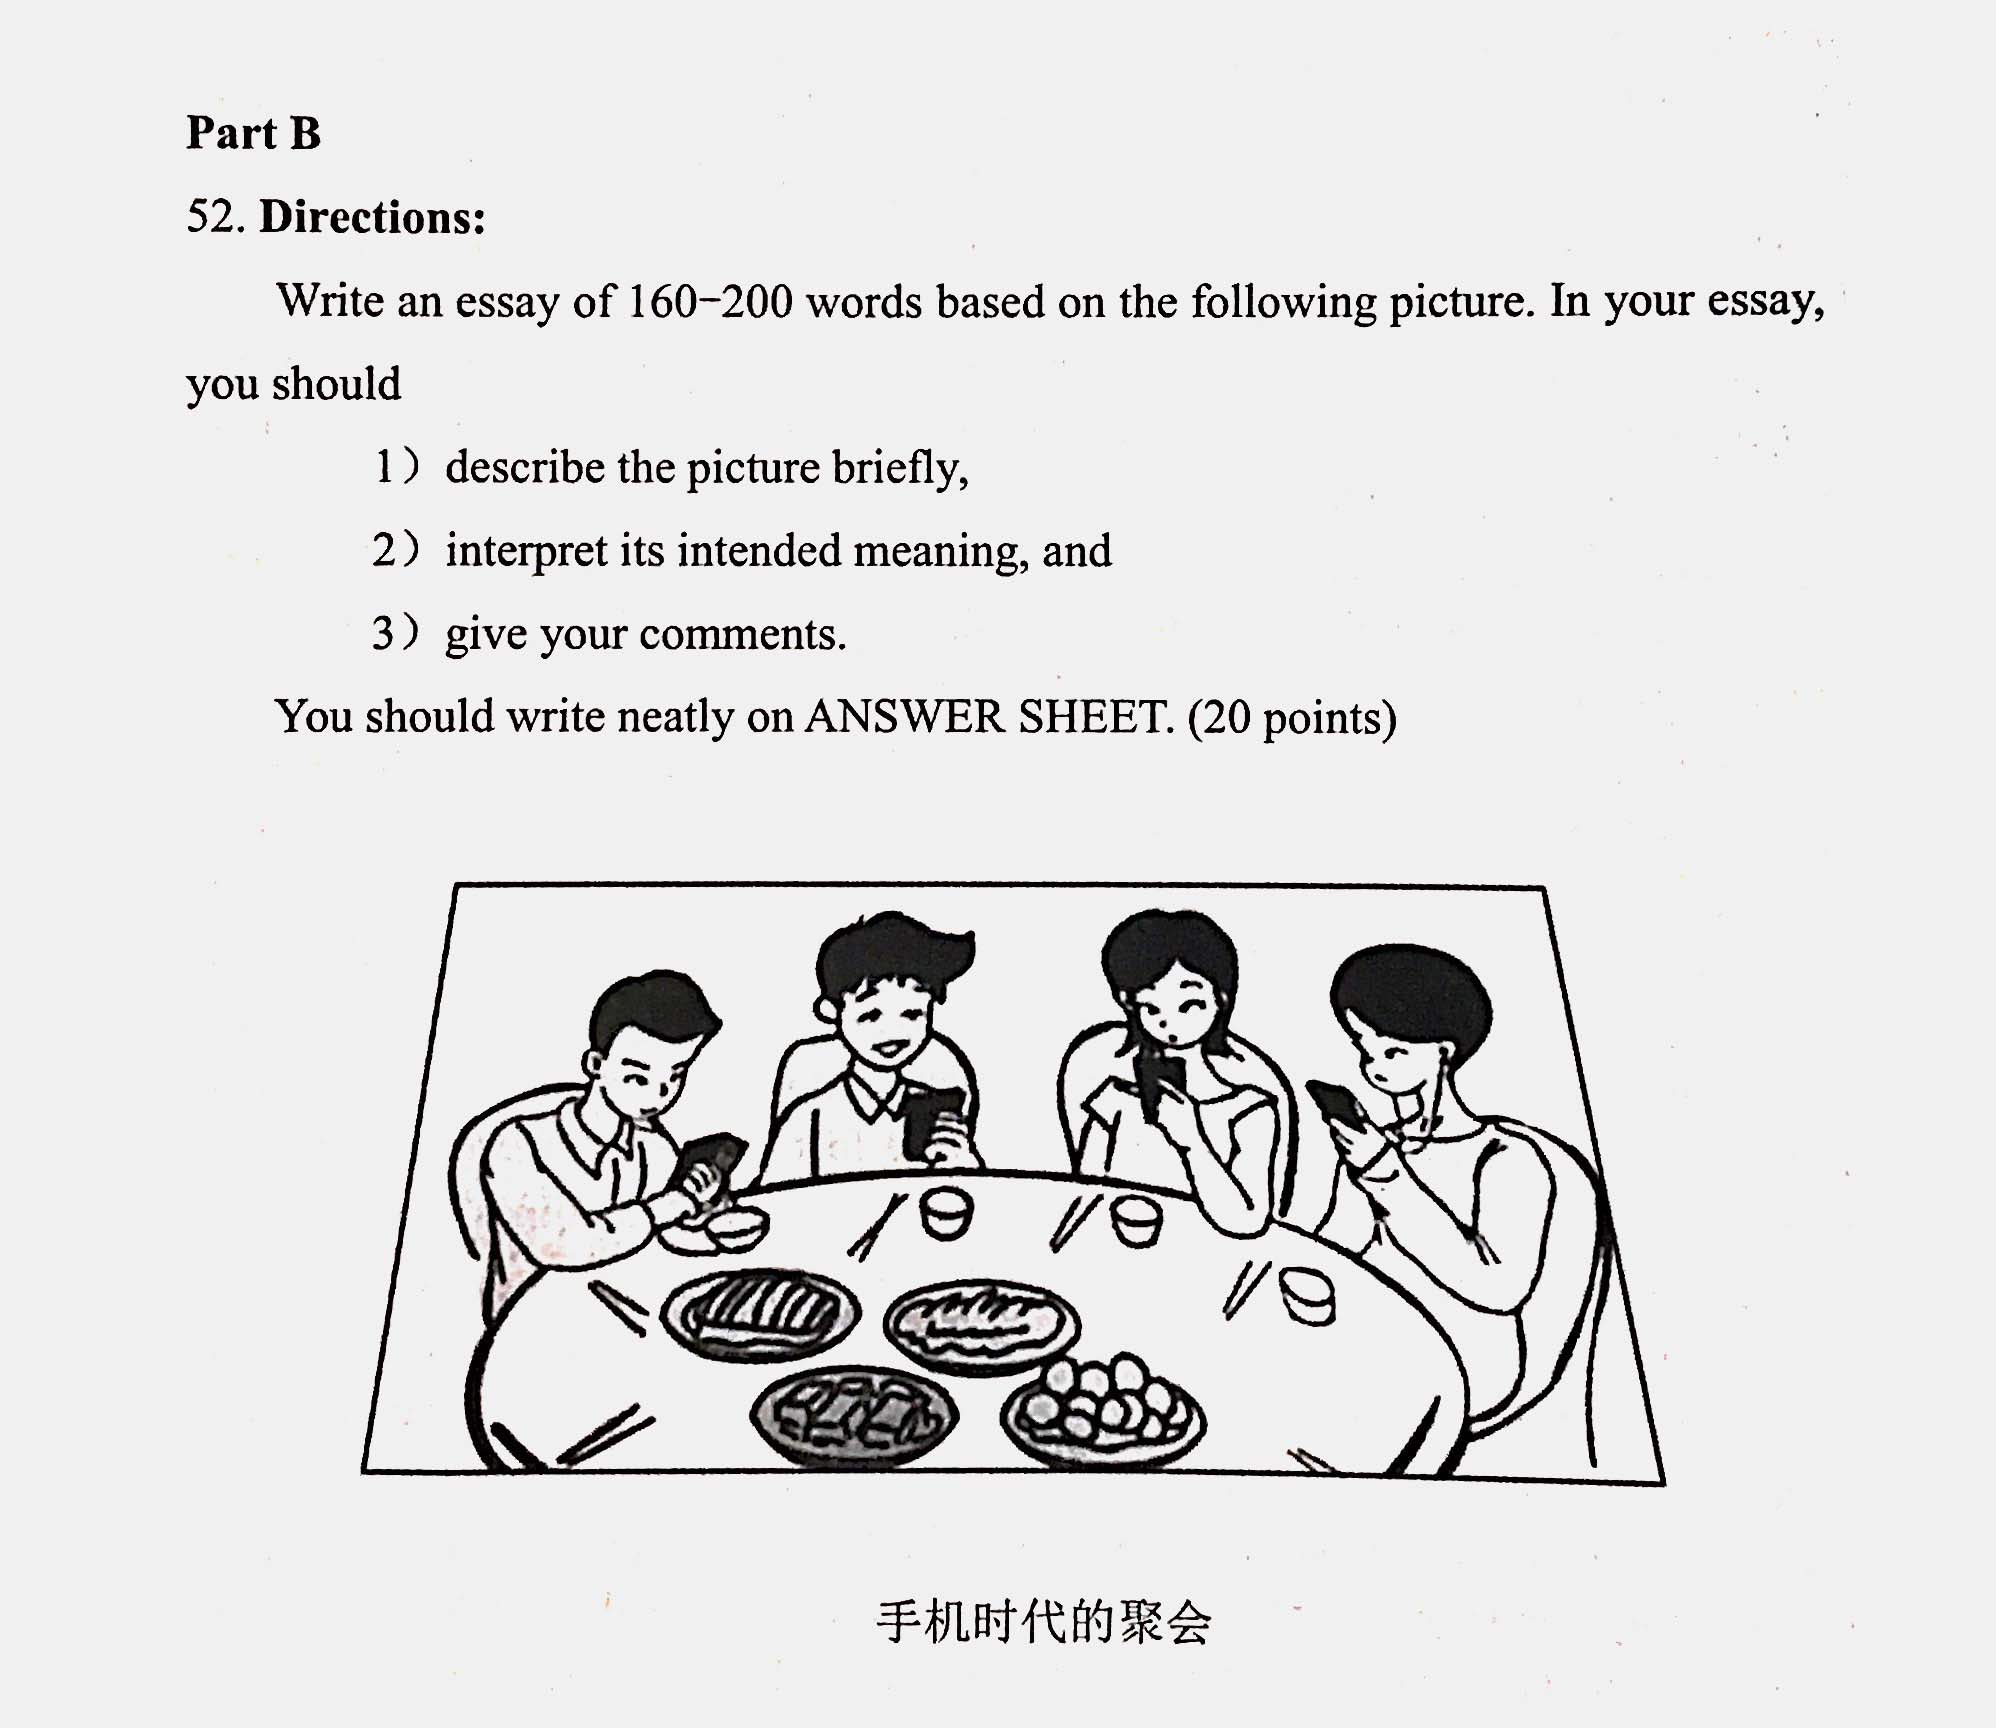 Part B
52. Directions:
Write an essay of 160–200 words based on the following picture. In your essay,
you should
1）describe the picture briefly,
2）interpret its intended meaning, and
3）give your comments.
You should write neatly on ANSWER SHEET. (20 points)
手机时代的聚会